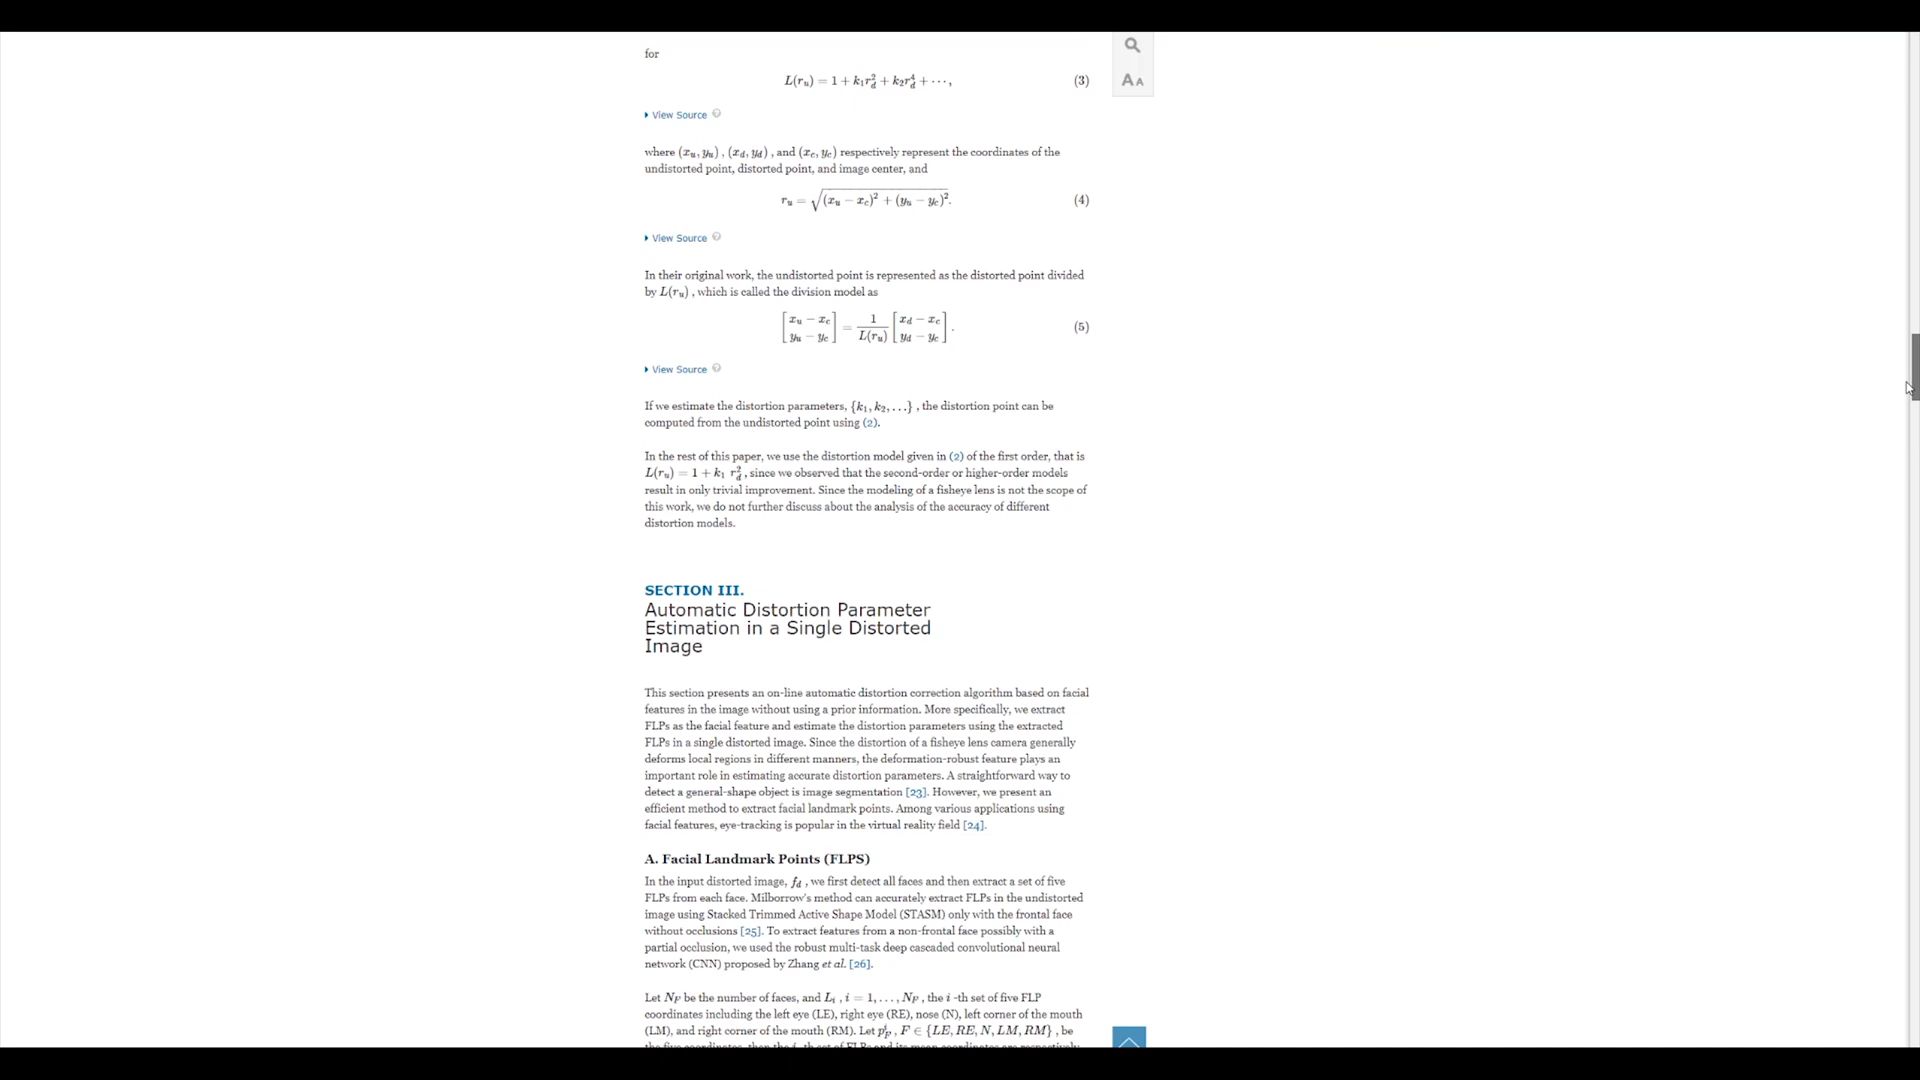 for
L(r_u) = 1 + k_1 r_d^2 + k_2 r_d^4 + ⋯, (3)
View Source
where (x_u, y_u) , (x_d, y_d) , and (x_c, y_c) respectively represent the coordinates of the
undistorted point, distorted point, and image center, and
r_u = √((x_u − x_c)^2 + (y_u − y_c)^2). (4)
View Source
In their original work, the undistorted point is represented as the distorted point divided
by L(r_u) , which is called the division model as
[x_u − x_c; y_u − y_c] = 1/L(r_u) [x_d − x_c; y_d − y_c] . (5)
View Source
If we estimate the distortion parameters, {k_1, k_2, …} , the distortion point can be
computed from the undistorted point using (2).
In the rest of this paper, we use the distortion model given in (2) of the first order, that is
L(r_u) = 1 + k_1 r_d^2 , since we observed that the second-order or higher-order models
result in only trivial improvement. Since the modeling of a fisheye lens is not the scope of
this work, we do not further discuss about the analysis of the accuracy of different
distortion models.
SECTION III.
Automatic Distortion Parameter
Estimation in a Single Distorted
Image
This section presents an on-line automatic distortion correction algorithm based on facial
features in the image without using a prior information. More specifically, we extract
FLPs as the facial feature and estimate the distortion parameters using the extracted
FLPs in a single distorted image. Since the distortion of a fisheye lens camera generally
deforms local regions in different manners, the deformation-robust feature plays an
important role in estimating accurate distortion parameters. A straightforward way to
detect a general-shape object is image segmentation [23]. However, we present an
efficient method to extract facial landmark points. Among various applications using
facial features, eye-tracking is popular in the virtual reality field [24].
A. Facial Landmark Points (FLPS)
In the input distorted image, f_d , we first detect all faces and then extract a set of five
FLPs from each face. Milborrow's method can accurately extract FLPs in the undistorted
image using Stacked Trimmed Active Shape Model (STASM) only with the frontal face
without occlusions [25]. To extract features from a non-frontal face possibly with a
partial occlusion, we used the robust multi-task deep cascaded convolutional neural
network (CNN) proposed by Zhang et al. [26].
Let N_F be the number of faces, and L_i , i = 1, …, N_F , the i -th set of five FLP
coordinates including the left eye (LE), right eye (RE), nose (N), left corner of the mouth
(LM), and right corner of the mouth (RM). Let p_F^i , F ∈ {LE, RE, N, LM, RM} , be
the five coordinates, then the i -th set of FLPs and its mean coordinates are respectively
AA